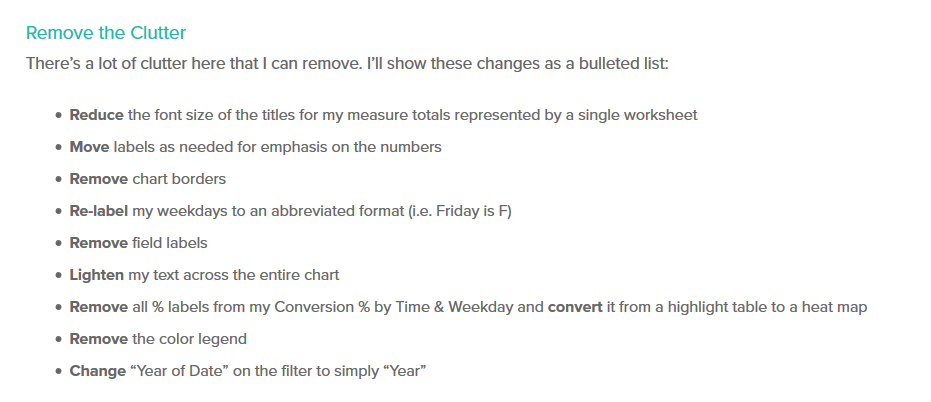 Remove the Clutter
There's a lot of clutter here that I can remove. I'll show these changes as a bulleted list:
• Reduce the font size of the titles for my measure totals represented by a single worksheet
• Move labels as needed for emphasis on the numbers
• Remove chart borders
• Re-label my weekdays to an abbreviated format (i.e. Friday is F)
• Remove field labels
• Lighten my text across the entire chart
• Remove all % labels from my Conversion % by Time & Weekday and convert it from a highlight table to a heat map
• Remove the color legend
• Change “Year of Date” on the filter to simply “Year”